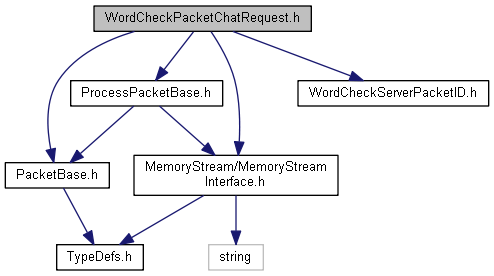 WordCheckPacketChatRequest.h
ProcessPacketBase.h
WordCheckServerPacketID.h
PacketBase.h
MemoryStream/MemoryStream
Interface.h
TypeDefs.h
string